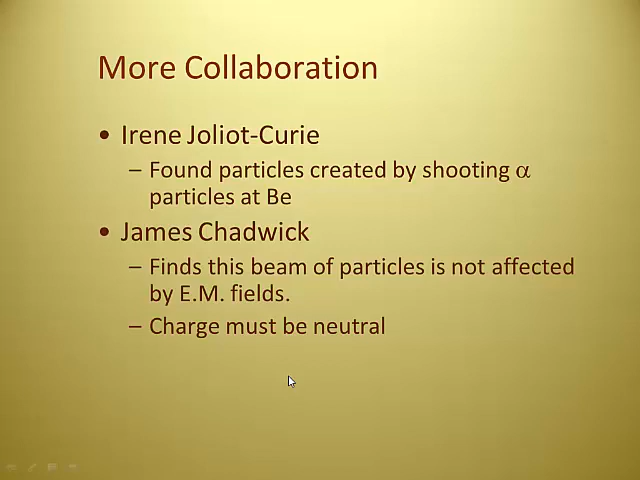 More Collaboration
• Irene Joliot-Curie
– Found particles created by shooting α
particles at Be
• James Chadwick
– Finds this beam of particles is not affected
by E.M. fields.
– Charge must be neutral